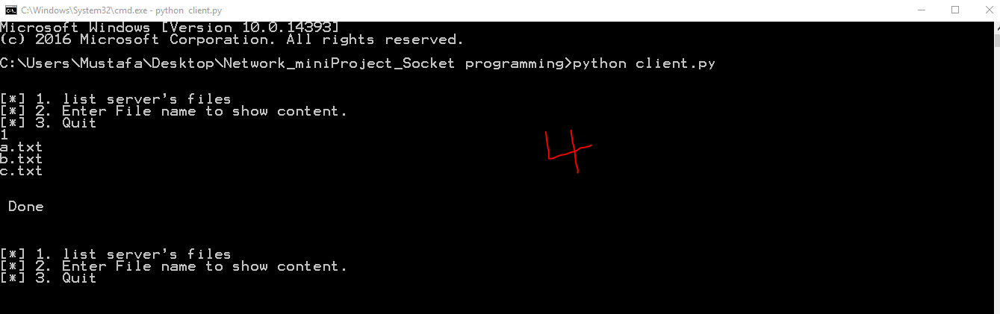 C:\Windows\System32\cmd.exe - python  client.py
Microsoft Windows [Version 10.0.14393]
(c) 2016 Microsoft Corporation. All rights reserved.
C:\Users\Mustafa\Desktop\Network_miniProject_Socket programming>python client.py
[*] 1. list server's files
[*] 2. Enter File name to show content.
[*] 3. Quit
1
a.txt
b.txt
c.txt
4
Done
[*] 1. list server's files
[*] 2. Enter File name to show content.
[*] 3. Quit